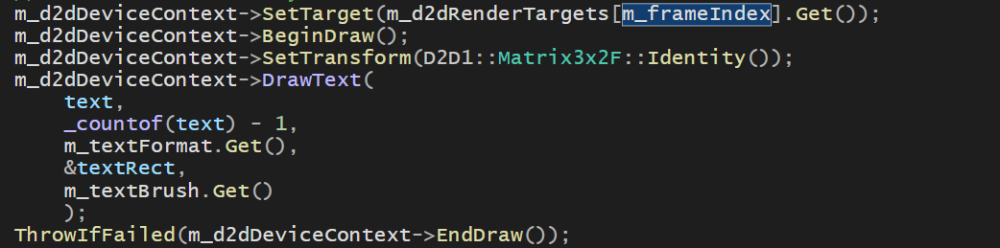 m_d2dDeviceContext->SetTarget(m_d2dRenderTargets[m_frameIndex].Get());
m_d2dDeviceContext->BeginDraw();
m_d2dDeviceContext->SetTransform(D2D1::Matrix3x2F::Identity());
m_d2dDeviceContext->DrawText(
    text,
    _countof(text) - 1,
    m_textFormat.Get(),
    &textRect,
    m_textBrush.Get()
    );
ThrowIfFailed(m_d2dDeviceContext->EndDraw());